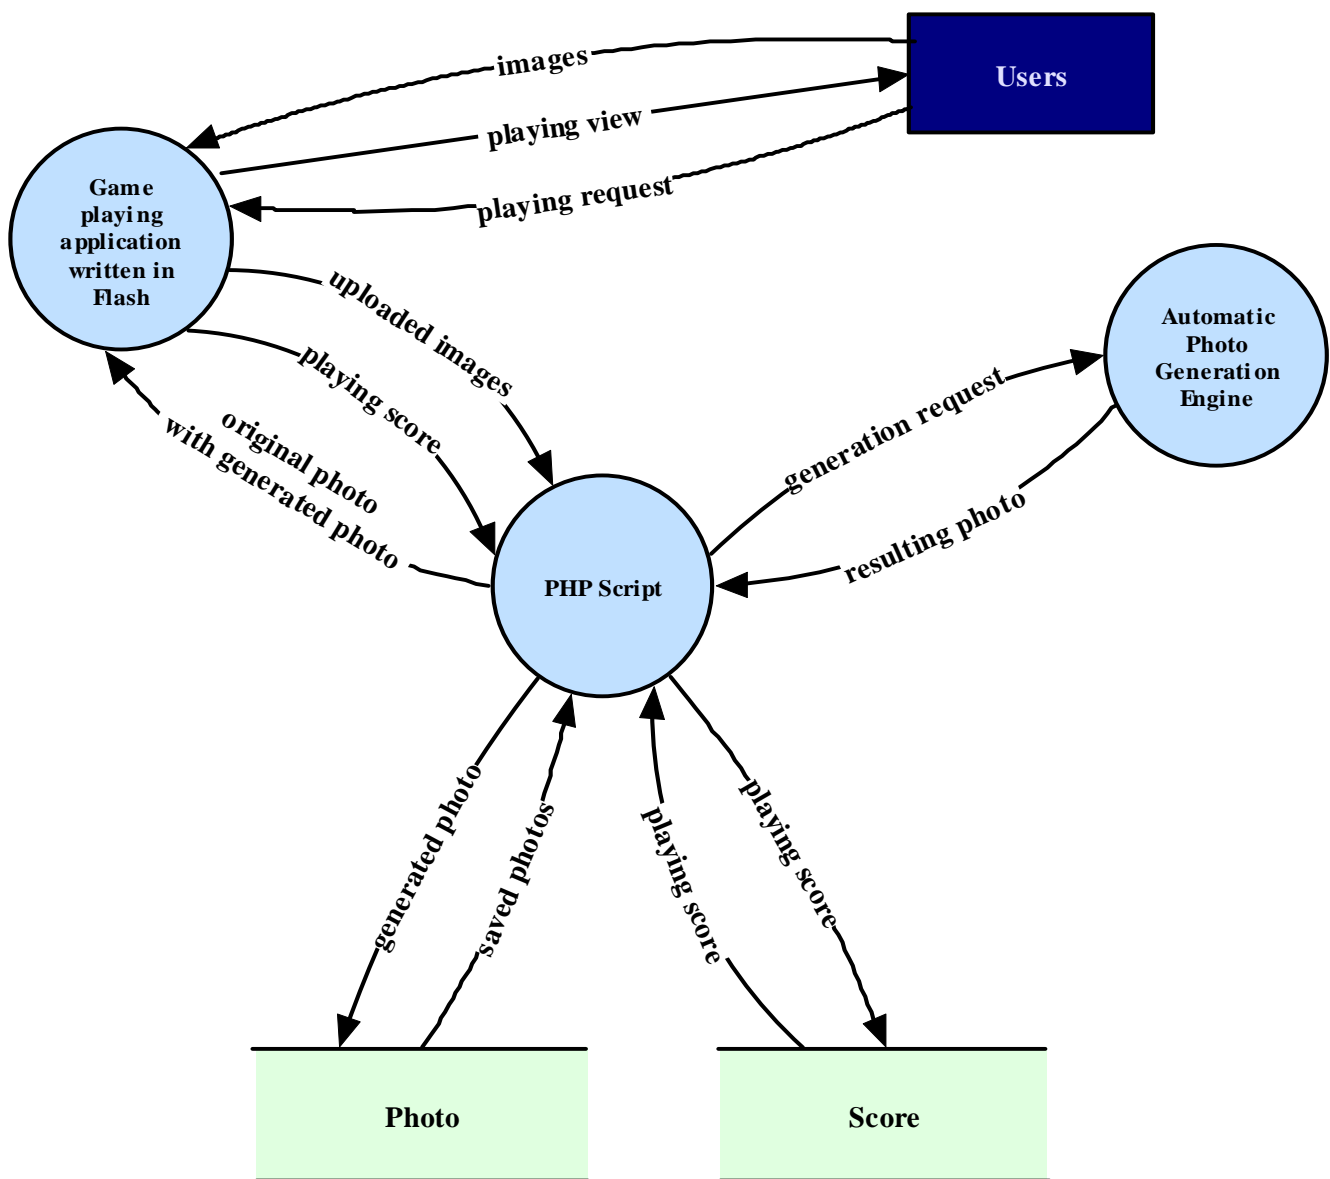 images
Users
playing view
playing request
Game
playing
application
written in
Flash
uploaded images
playing score
original photo
with generated photo
Automatic
Photo
Generation
Engine
generation request
resulting photo
PHP Script
generated photo
saved photos
playing score
playing score
Photo
Score